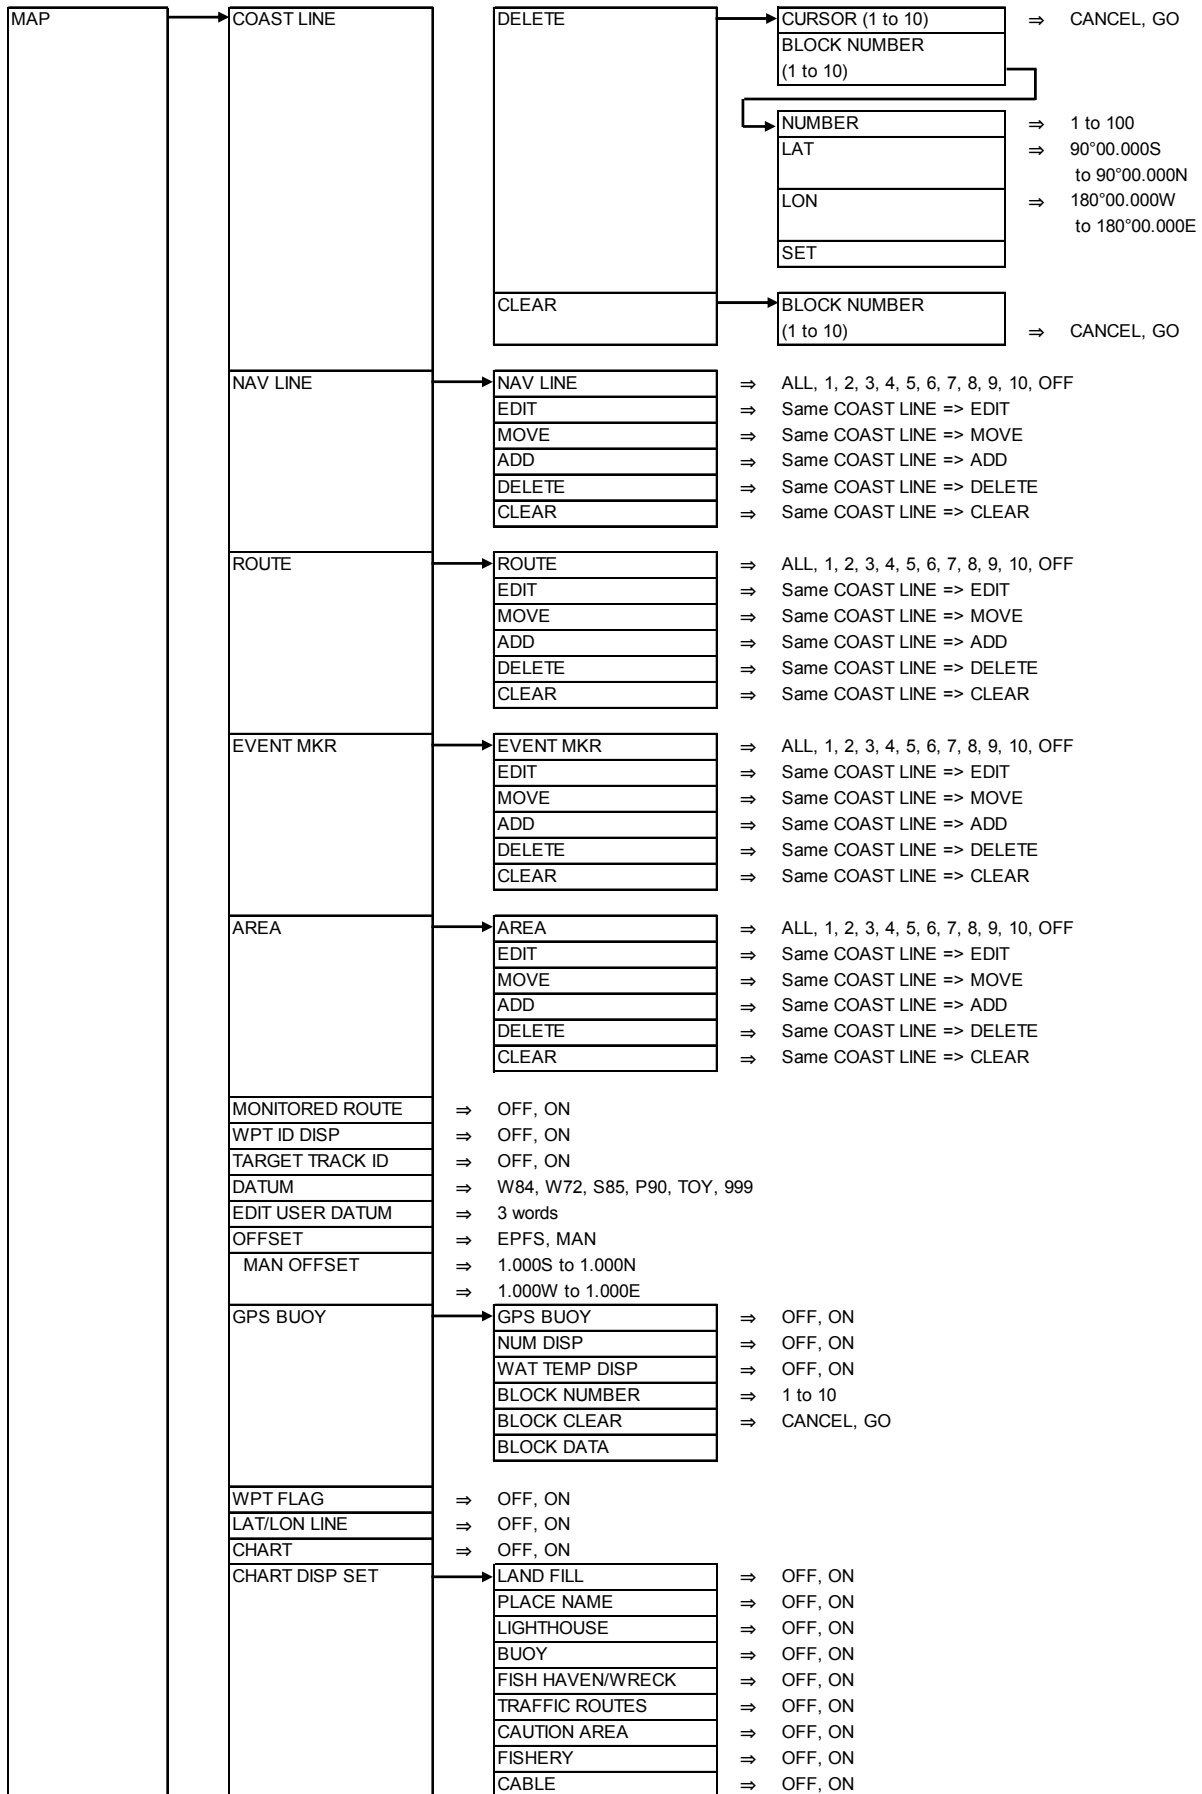 MAP COAST LINE DELETE CURSOR (1 to 10) ⇒ CANCEL, GO
BLOCK NUMBER
(1 to 10)
NUMBER ⇒ 1 to 100
LAT ⇒ 90°00.000S
to 90°00.000N
LON ⇒ 180°00.000W
to 180°00.000E
SET
CLEAR BLOCK NUMBER
(1 to 10) ⇒ CANCEL, GO
NAV LINE NAV LINE ⇒ ALL, 1, 2, 3, 4, 5, 6, 7, 8, 9, 10, OFF
EDIT ⇒ Same COAST LINE => EDIT
MOVE ⇒ Same COAST LINE => MOVE
ADD ⇒ Same COAST LINE => ADD
DELETE ⇒ Same COAST LINE => DELETE
CLEAR ⇒ Same COAST LINE => CLEAR
ROUTE ROUTE ⇒ ALL, 1, 2, 3, 4, 5, 6, 7, 8, 9, 10, OFF
EDIT ⇒ Same COAST LINE => EDIT
MOVE ⇒ Same COAST LINE => MOVE
ADD ⇒ Same COAST LINE => ADD
DELETE ⇒ Same COAST LINE => DELETE
CLEAR ⇒ Same COAST LINE => CLEAR
EVENT MKR EVENT MKR ⇒ ALL, 1, 2, 3, 4, 5, 6, 7, 8, 9, 10, OFF
EDIT ⇒ Same COAST LINE => EDIT
MOVE ⇒ Same COAST LINE => MOVE
ADD ⇒ Same COAST LINE => ADD
DELETE ⇒ Same COAST LINE => DELETE
CLEAR ⇒ Same COAST LINE => CLEAR
AREA AREA ⇒ ALL, 1, 2, 3, 4, 5, 6, 7, 8, 9, 10, OFF
EDIT ⇒ Same COAST LINE => EDIT
MOVE ⇒ Same COAST LINE => MOVE
ADD ⇒ Same COAST LINE => ADD
DELETE ⇒ Same COAST LINE => DELETE
CLEAR ⇒ Same COAST LINE => CLEAR
MONITORED ROUTE ⇒ OFF, ON
WPT ID DISP ⇒ OFF, ON
TARGET TRACK ID ⇒ OFF, ON
DATUM ⇒ W84, W72, S85, P90, TOY, 999
EDIT USER DATUM ⇒ 3 words
OFFSET ⇒ EPFS, MAN
MAN OFFSET ⇒ 1.000S to 1.000N
⇒ 1.000W to 1.000E
GPS BUOY GPS BUOY ⇒ OFF, ON
NUM DISP ⇒ OFF, ON
WAT TEMP DISP ⇒ OFF, ON
BLOCK NUMBER ⇒ 1 to 10
BLOCK CLEAR ⇒ CANCEL, GO
BLOCK DATA
WPT FLAG ⇒ OFF, ON
LAT/LON LINE ⇒ OFF, ON
CHART ⇒ OFF, ON
CHART DISP SET LAND FILL ⇒ OFF, ON
PLACE NAME ⇒ OFF, ON
LIGHTHOUSE ⇒ OFF, ON
BUOY ⇒ OFF, ON
FISH HAVEN/WRECK ⇒ OFF, ON
TRAFFIC ROUTES ⇒ OFF, ON
CAUTION AREA ⇒ OFF, ON
FISHERY ⇒ OFF, ON
CABLE ⇒ OFF, ON